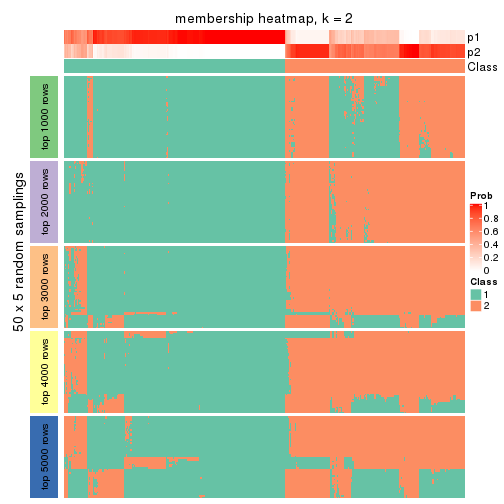 membership heatmap, k = 2
p1
p2
Class
50 x 5 random samplings
top 1000 rows
top 2000 rows
top 3000 rows
top 4000 rows
top 5000 rows
Prob
1
0.8
0.6
0.4
0.2
0
Class
1
2